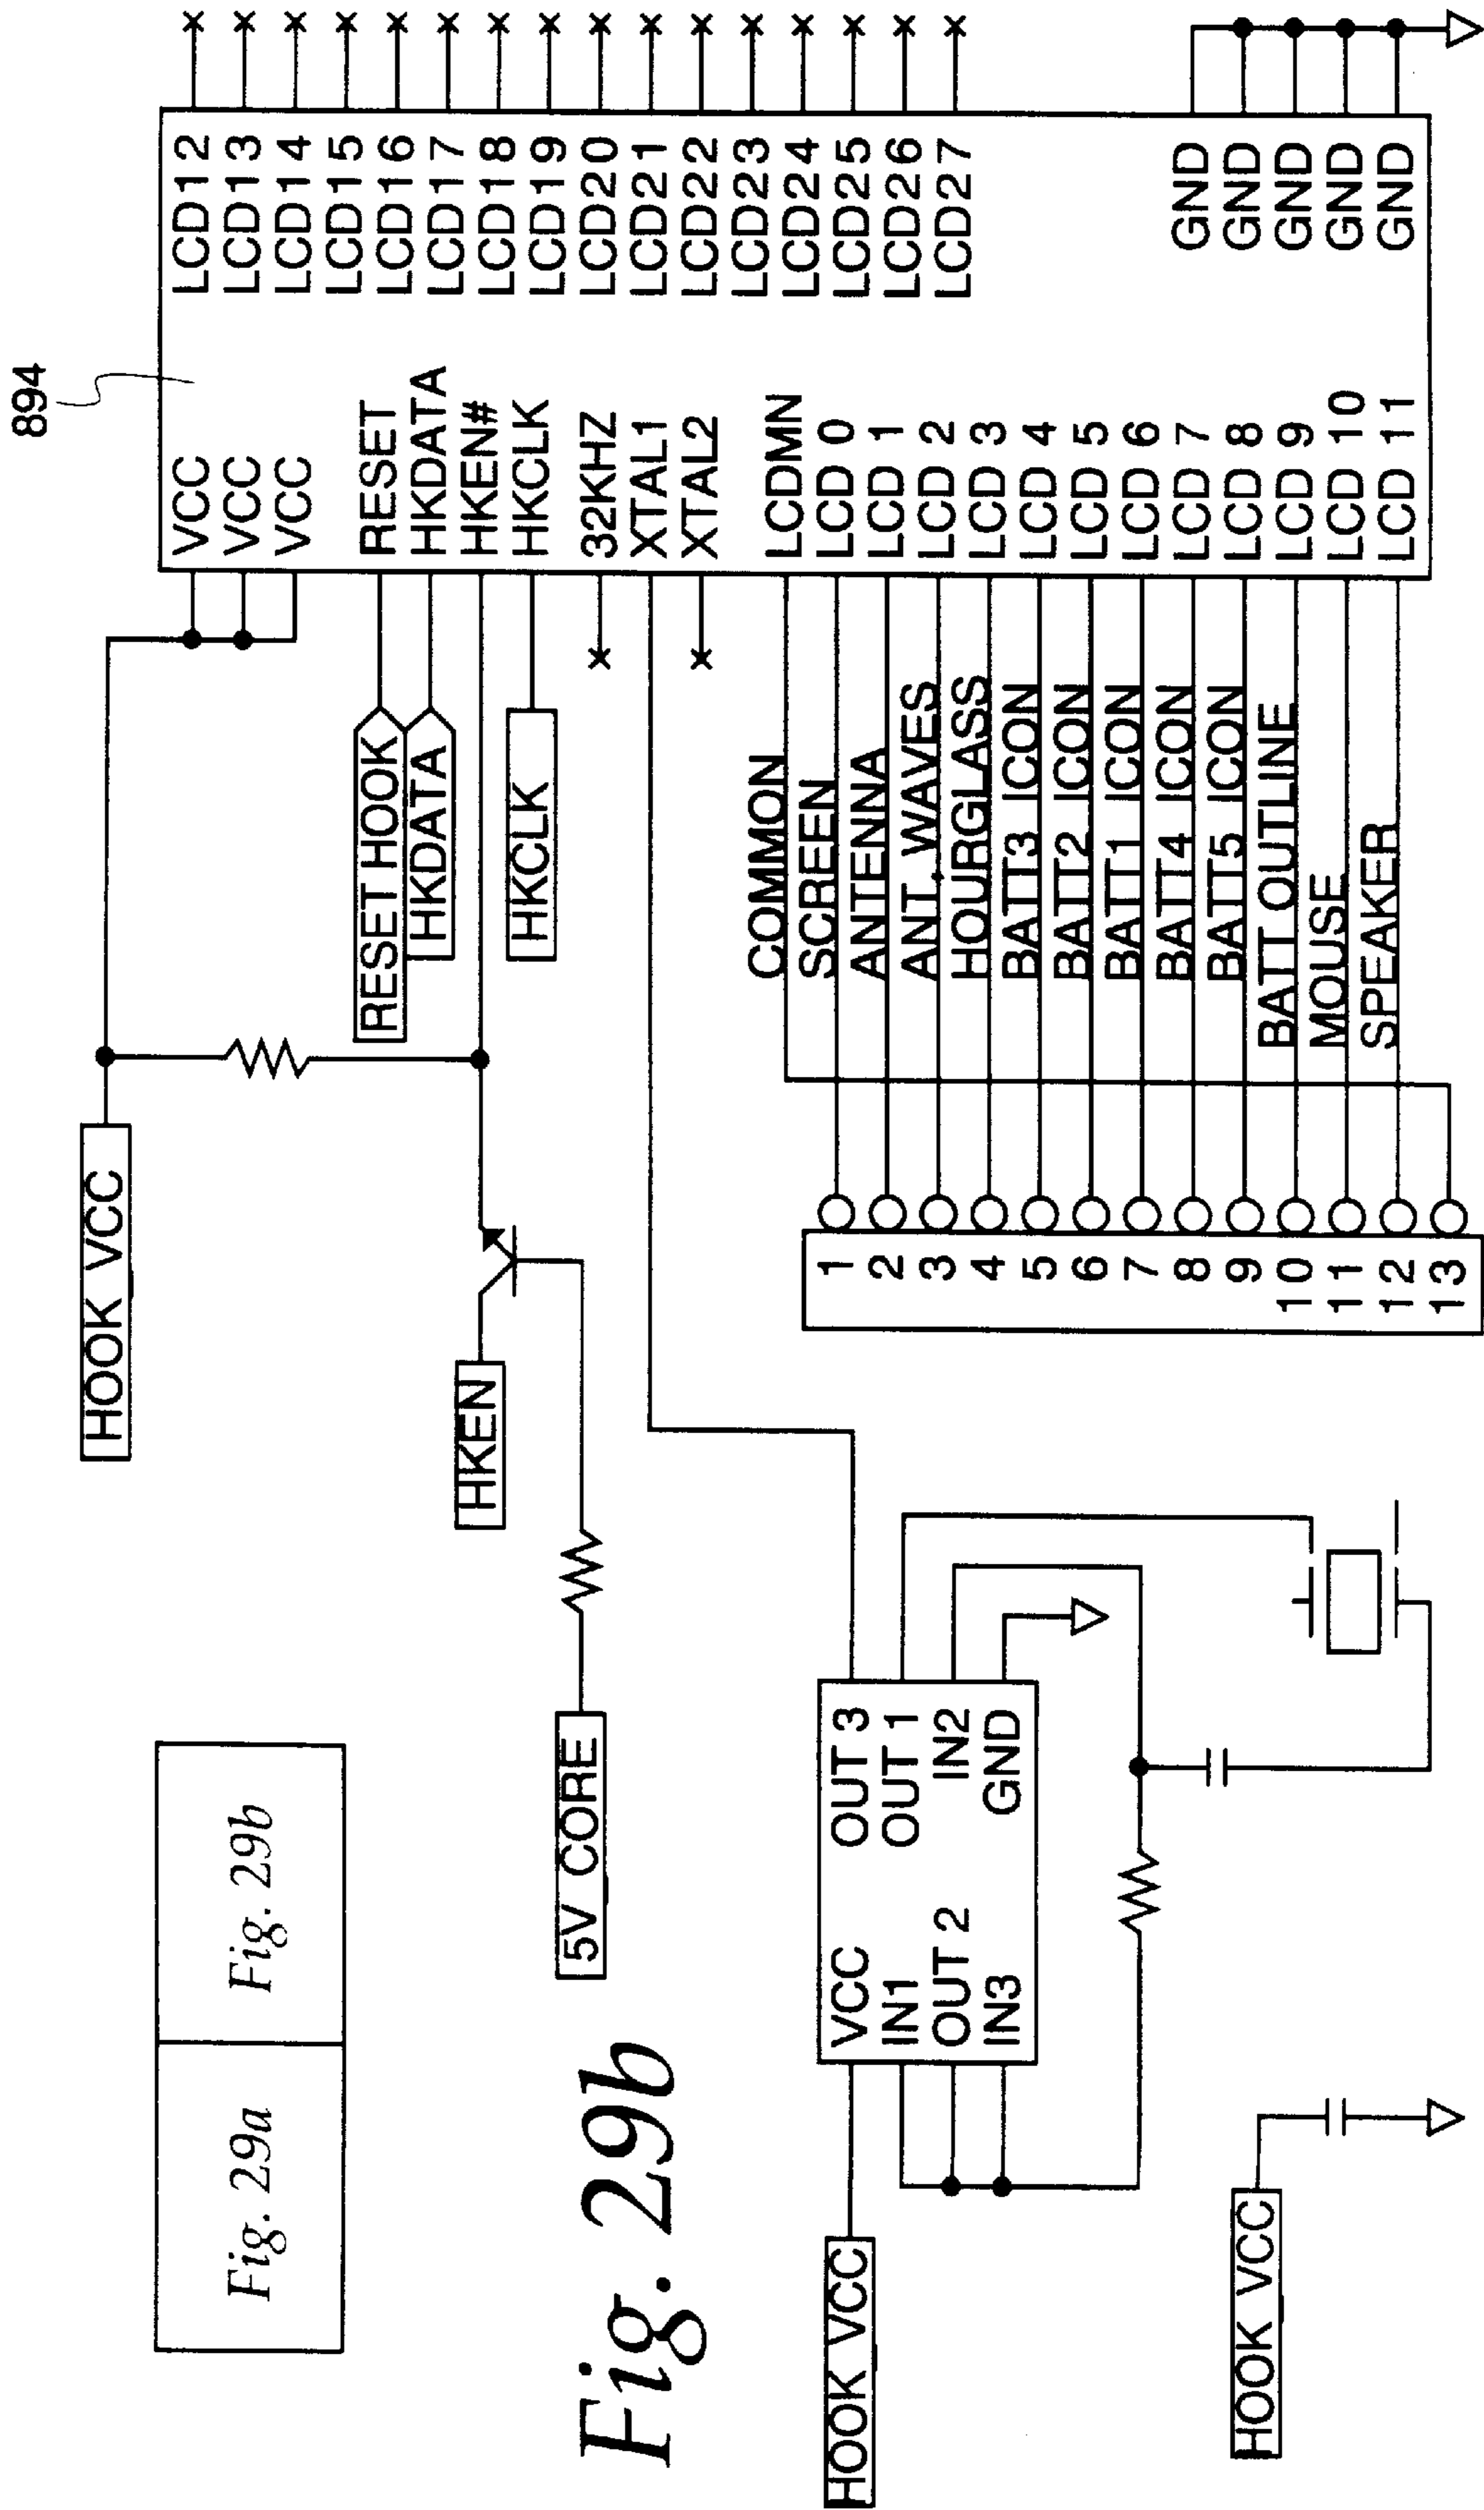 Fig. 29a
Fig. 29b
Fig. 29b
HOOK VCC
HKEN
5V CORE
RESET HOOK
HKDATA
HKCLK
894
VCC
VCC
VCC
RESET
HKDATA
HKEN#
HKCLK
32KHZ
XTAL1
XTAL2
LCDMN
LCD 0
LCD 1
LCD 2
LCD 3
LCD 4
LCD 5
LCD 6
LCD 7
LCD 8
LCD 9
LCD 10
LCD 11
LCD12
LCD13
LCD14
LCD15
LCD16
LCD17
LCD18
LCD19
LCD20
LCD21
LCD22
LCD23
LCD24
LCD25
LCD26
LCD27
GND
GND
GND
GND
GND
COMMON
SCREEN
ANTENNA
ANT. WAVES
HOURGLASS
BATT3 ICON
BATT2 ICON
BATT1 ICON
BATT4 ICON
BATT5 ICON
BATT OUTLINE
MOUSE
SPEAKER
1
2
3
4
5
6
7
8
9
10
11
12
13
HOOK VCC
VCC
IN1
OUT 2
IN3
OUT 3
OUT 1
IN2
GND
HOOK VCC